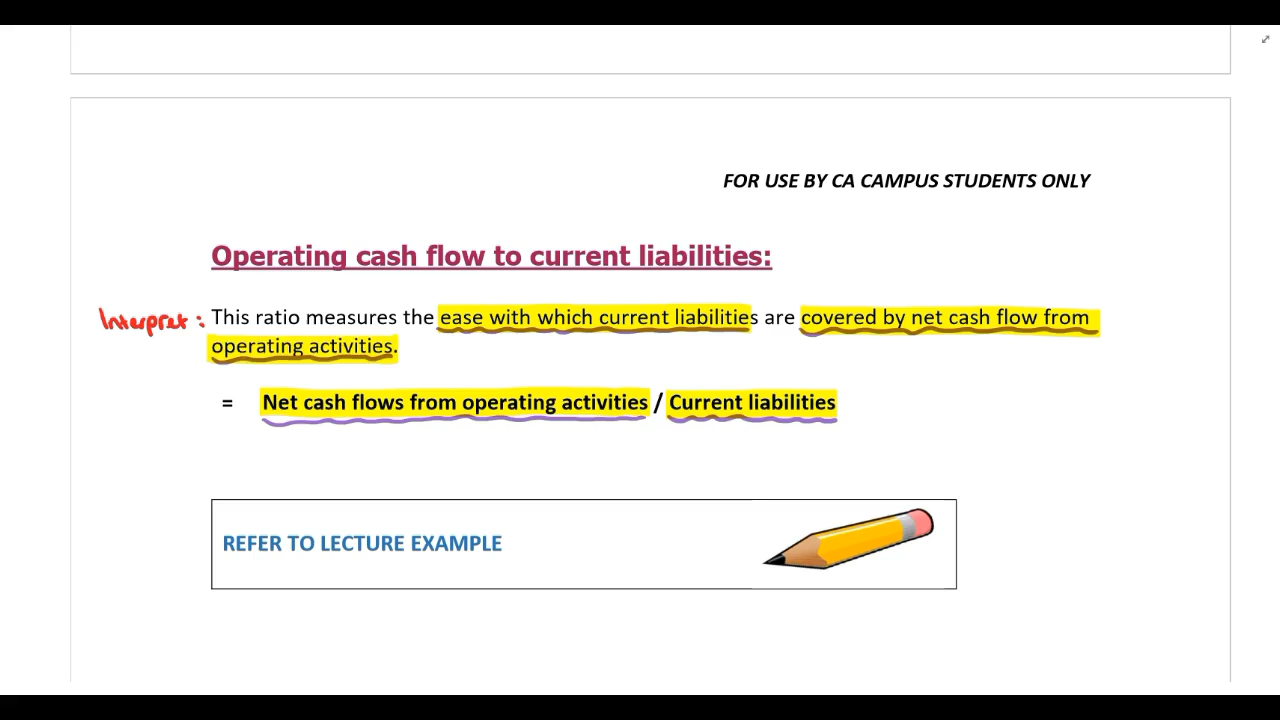 FOR USE BY CA CAMPUS STUDENTS ONLY
Operating cash flow to current liabilities:
Interpret : This ratio measures the ease with which current liabilities are covered by net cash flow from
operating activities.
= Net cash flows from operating activities / Current liabilities
REFER TO LECTURE EXAMPLE